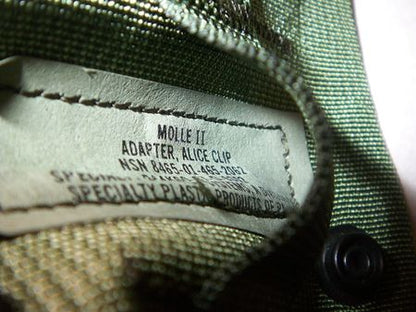 MOLLE II
ADAPTER, ALICE CLIP
NSN 8465-01-465-2062
SPECIALTY PLASTIC PRODUCTS OF